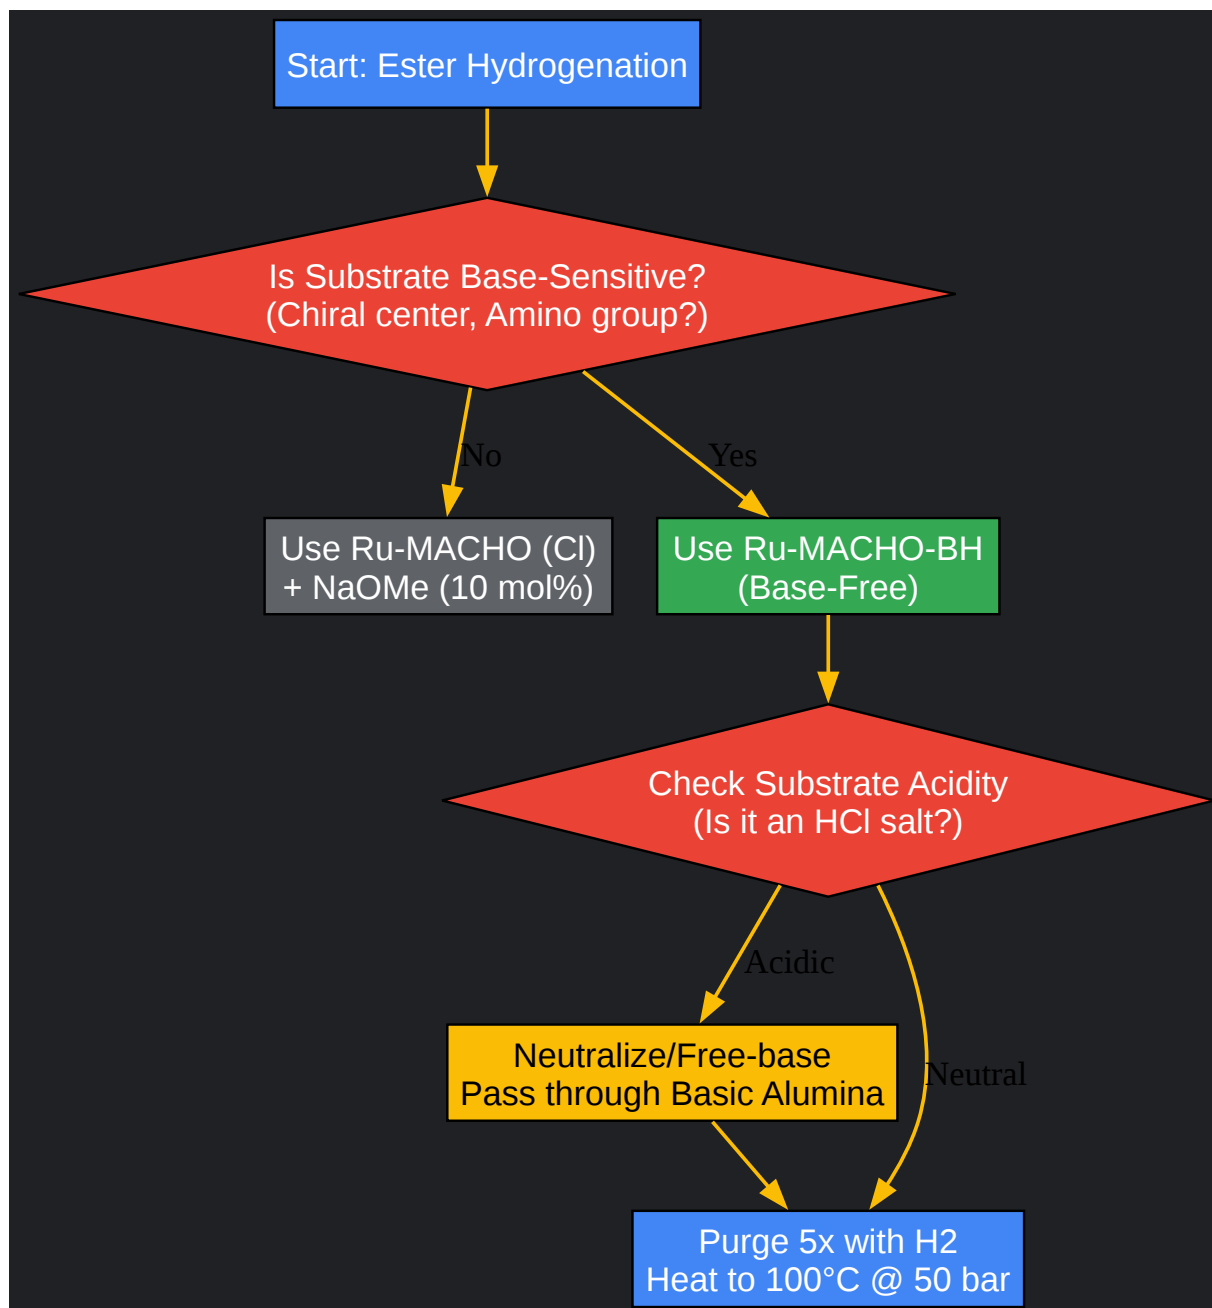 Start: Ester Hydrogenation
Is Substrate Base-Sensitive?
(Chiral center, Amino group?)
No
Yes
Use Ru-MACHO (Cl)
+ NaOMe (10 mol%)
Use Ru-MACHO-BH
(Base-Free)
Check Substrate Acidity
(Is it an HCl salt?)
Acidic
Neutralize/Free-base
Pass through Basic Alumina
Neutral
Purge 5x with H2
Heat to 100°C @ 50 bar